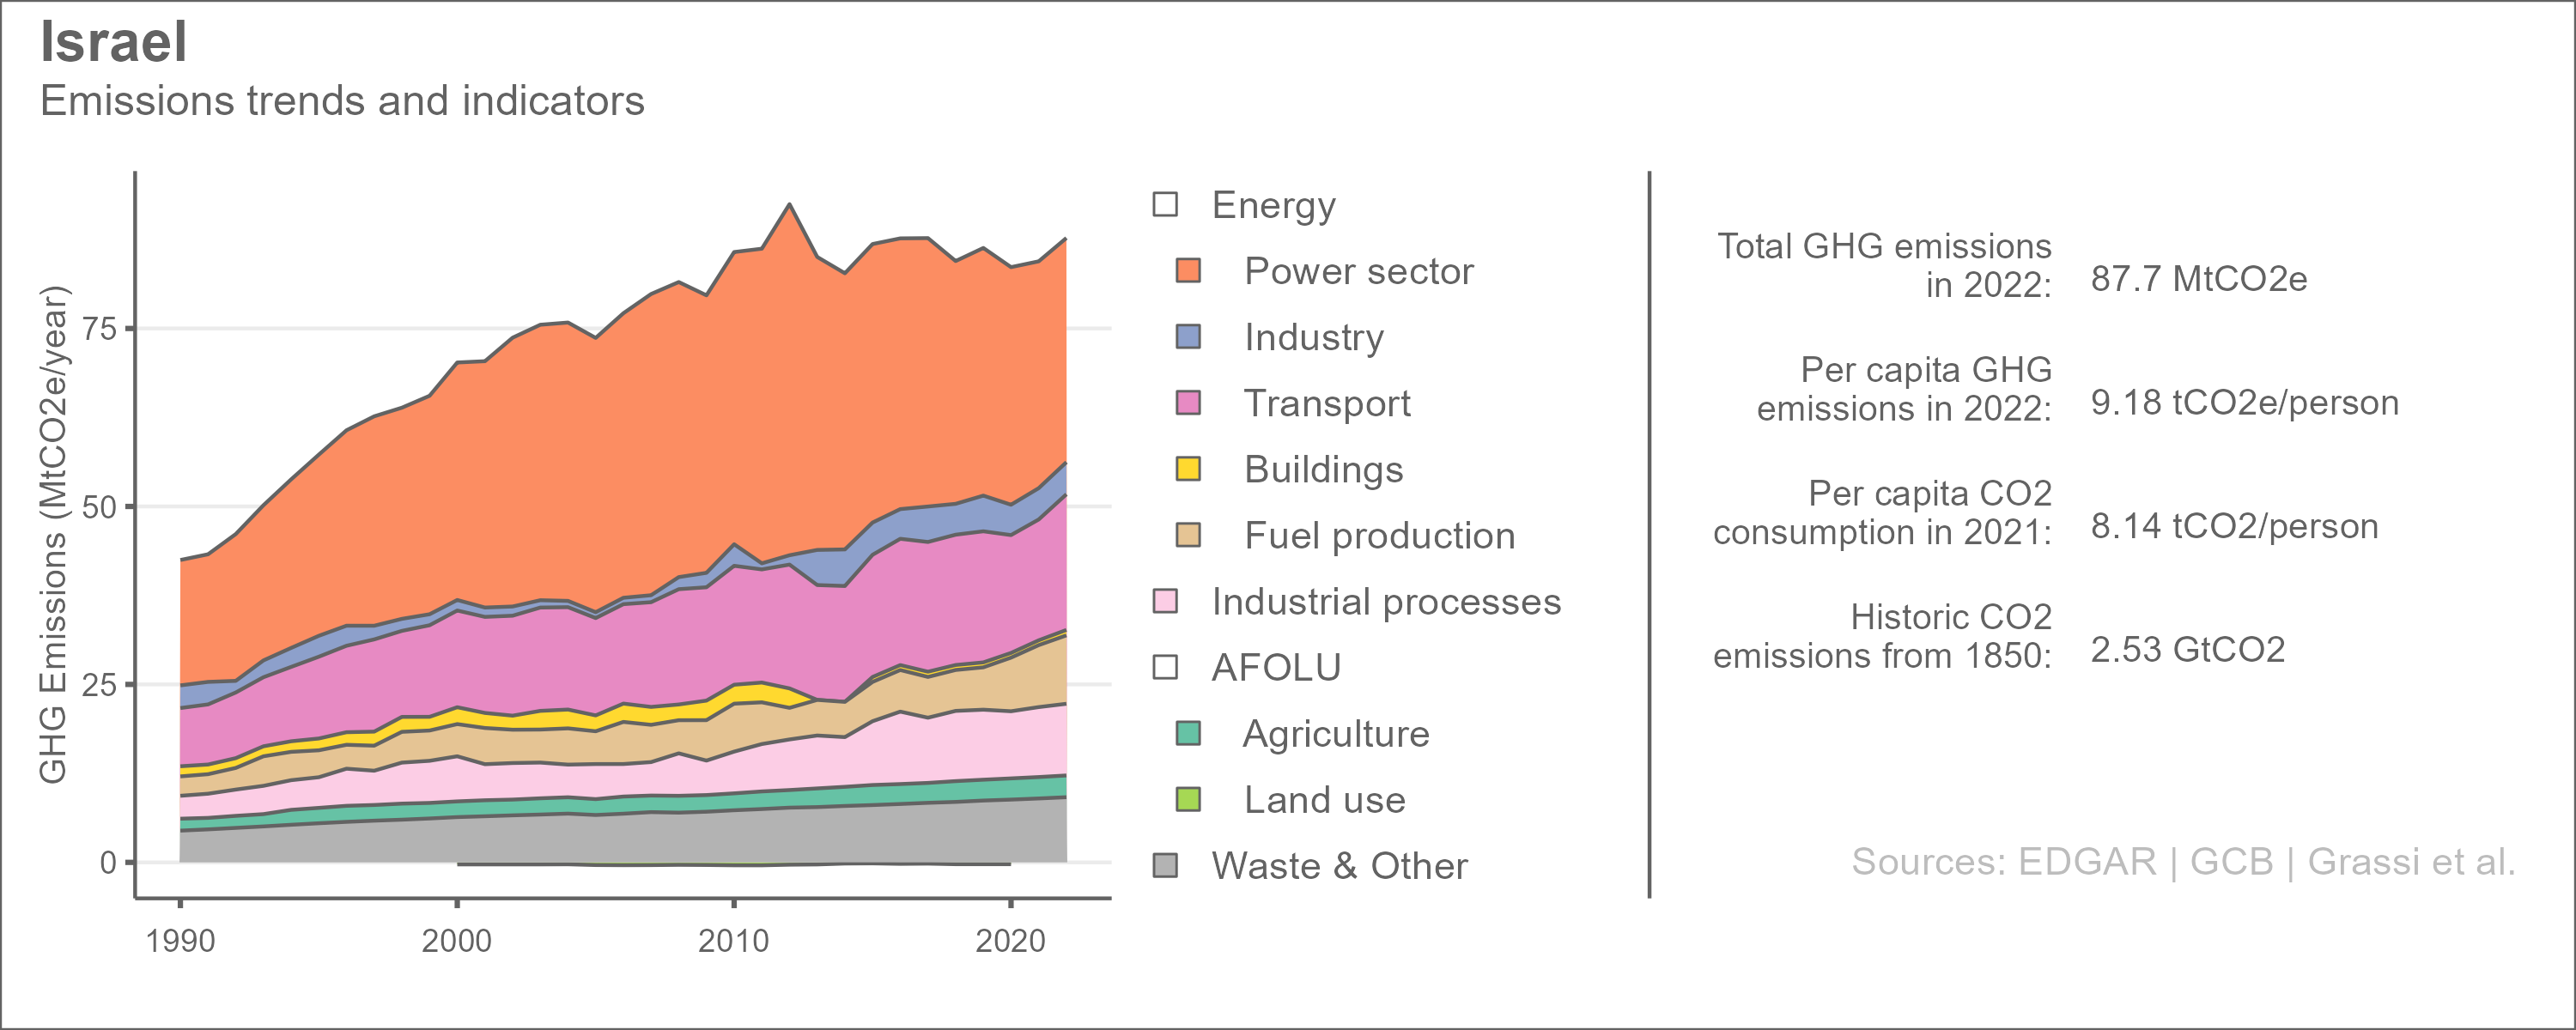 Israel
Emissions trends and indicators
GHG Emissions (MtCO2e/year)
75
50
25
0
1990
2000
2010
2020
Energy
Power sector
Industry
Transport
Buildings
Fuel production
Industrial processes
AFOLU
Agriculture
Land use
Waste & Other
Total GHG emissions
in 2022:
87.7 MtCO2e
Per capita GHG
emissions in 2022:
9.18 tCO2e/person
Per capita CO2
consumption in 2021:
8.14 tCO2/person
Historic CO2
emissions from 1850:
2.53 GtCO2
Sources: EDGAR | GCB | Grassi et al.